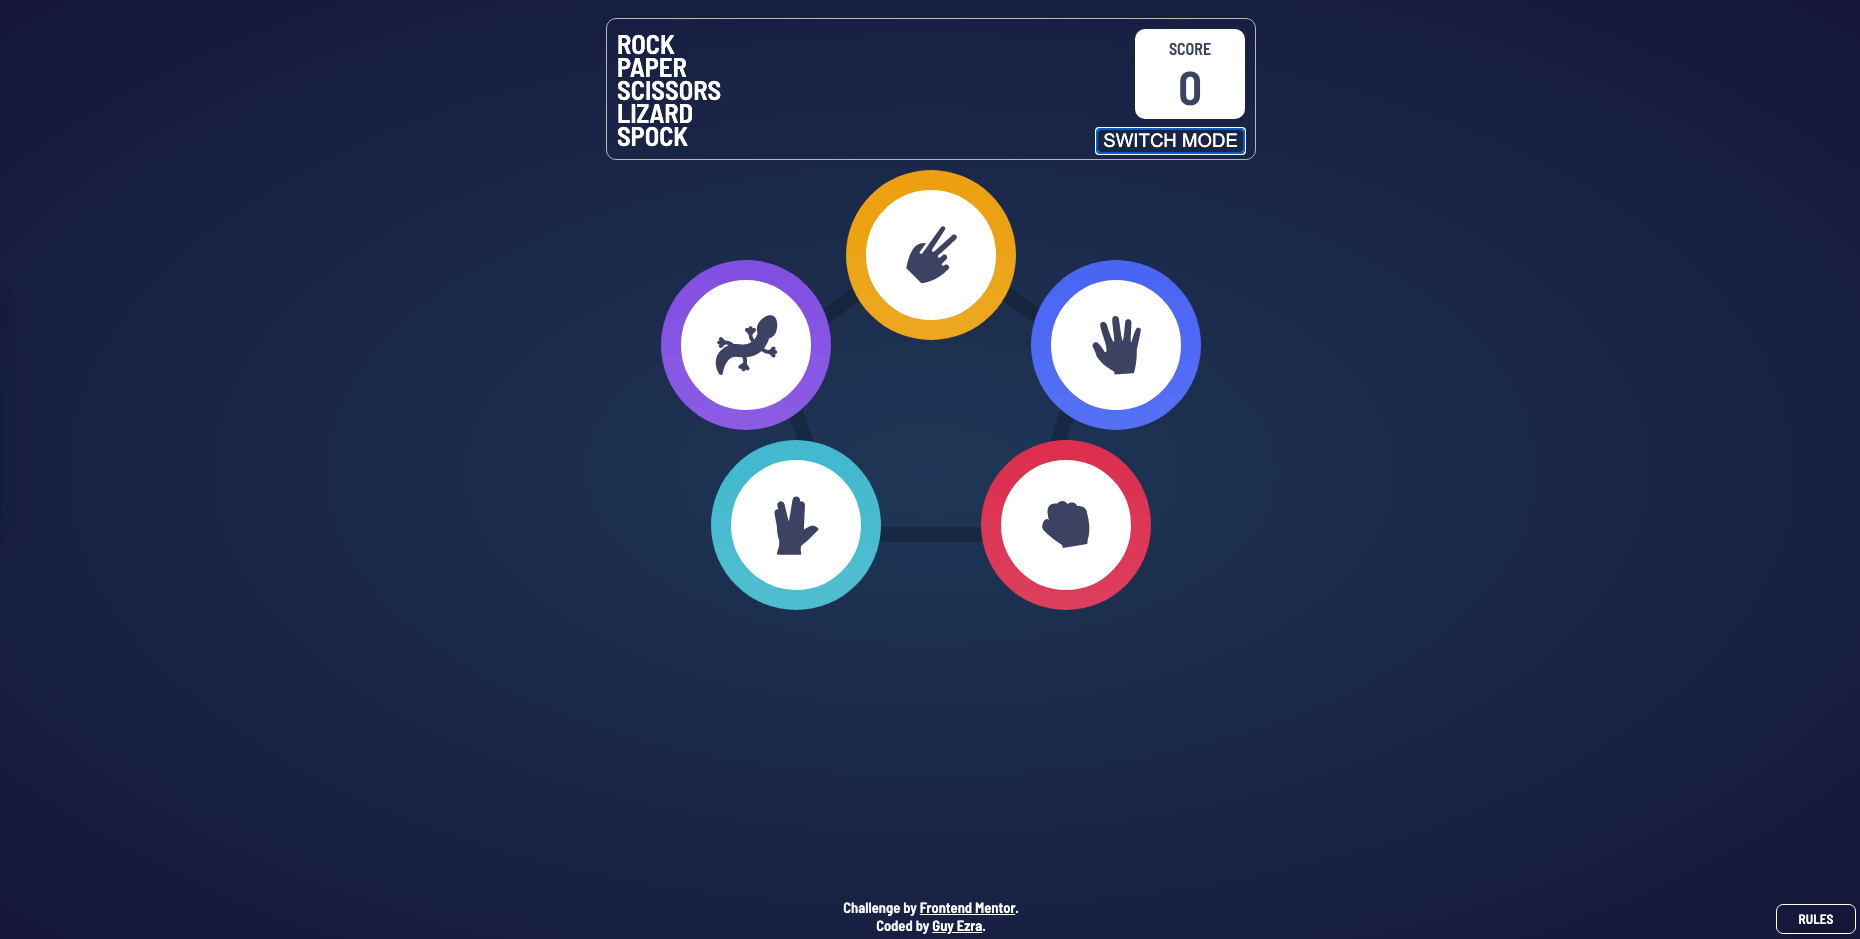 ROCK
PAPER
SCISSORS
LIZARD
SPOCK
SCORE
0
SWITCH MODE
Challenge by Frontend Mentor.
Coded by Guy Ezra.
RULES